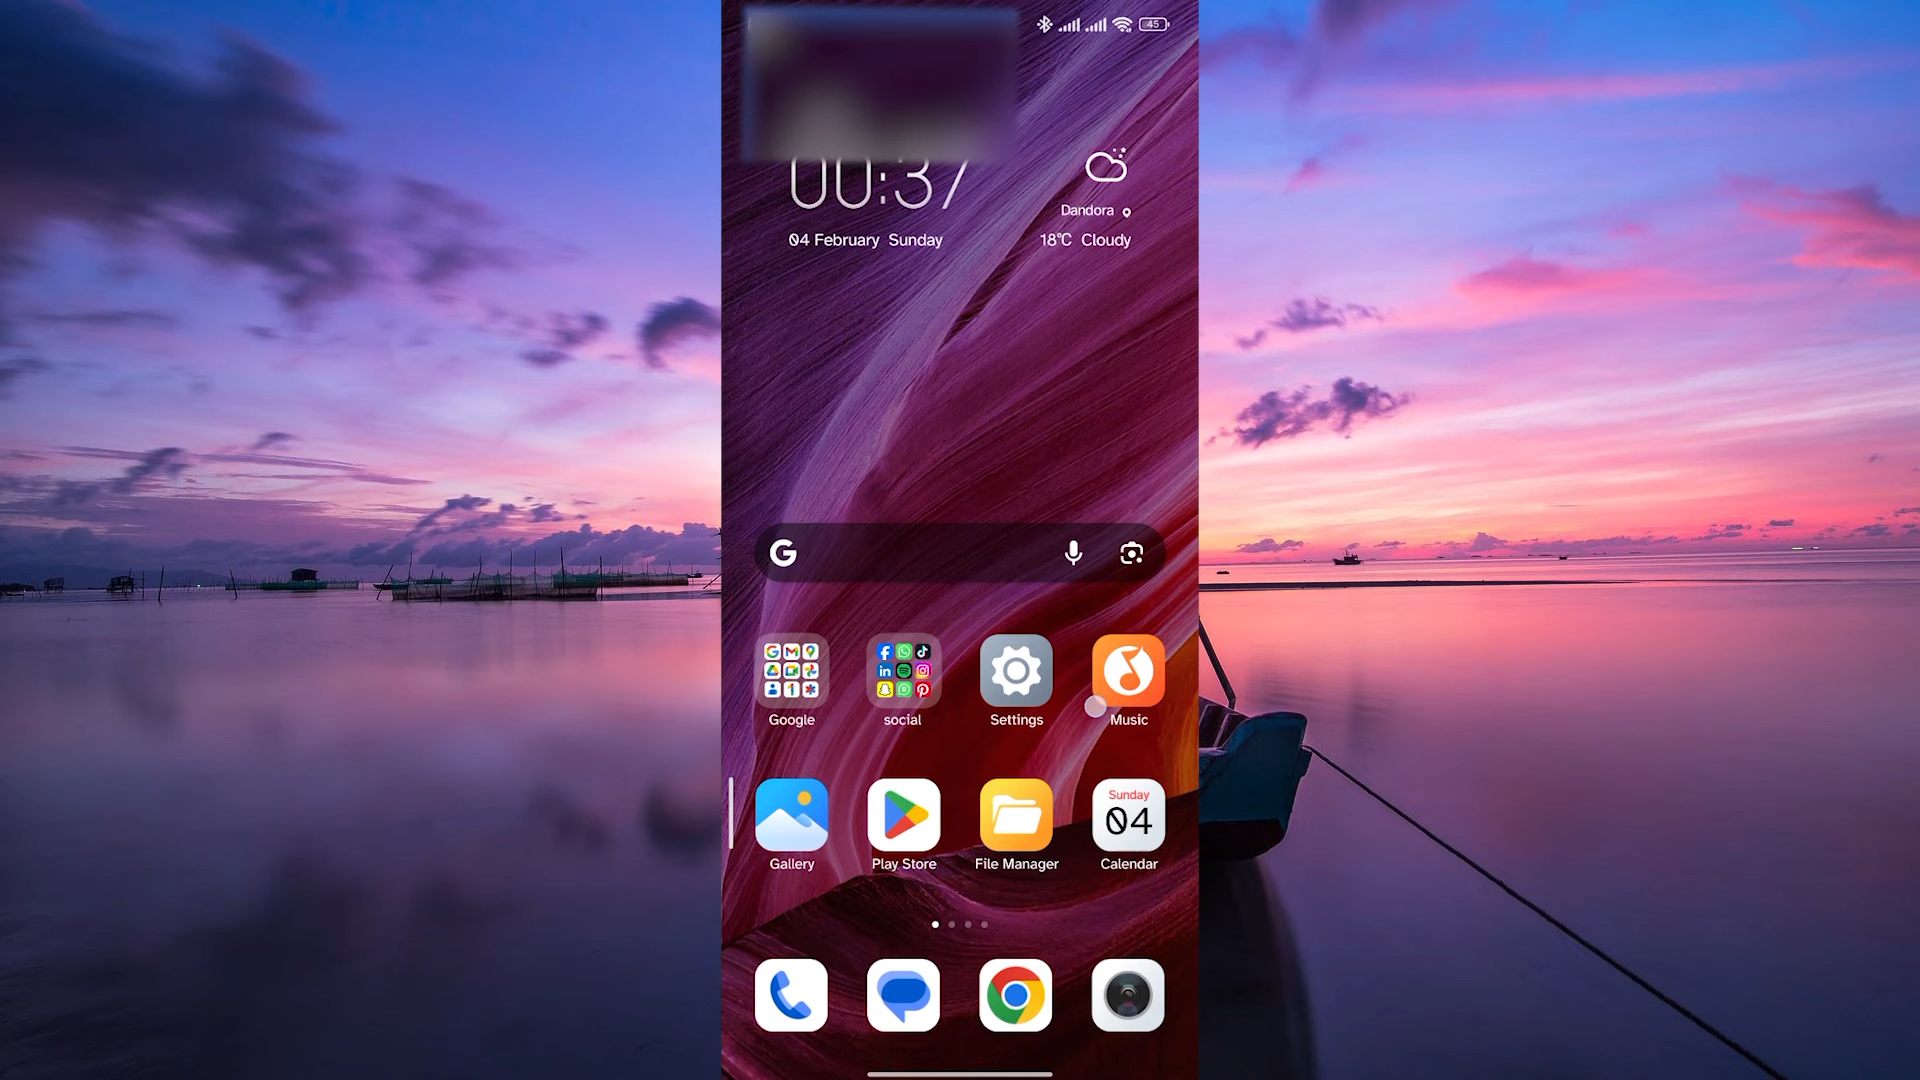 45
00:37
Dandora
04 February Sunday
18℃ Cloudy
Google
social
Settings
Music
Sunday
04
Gallery
Play Store
File Manager
Calendar